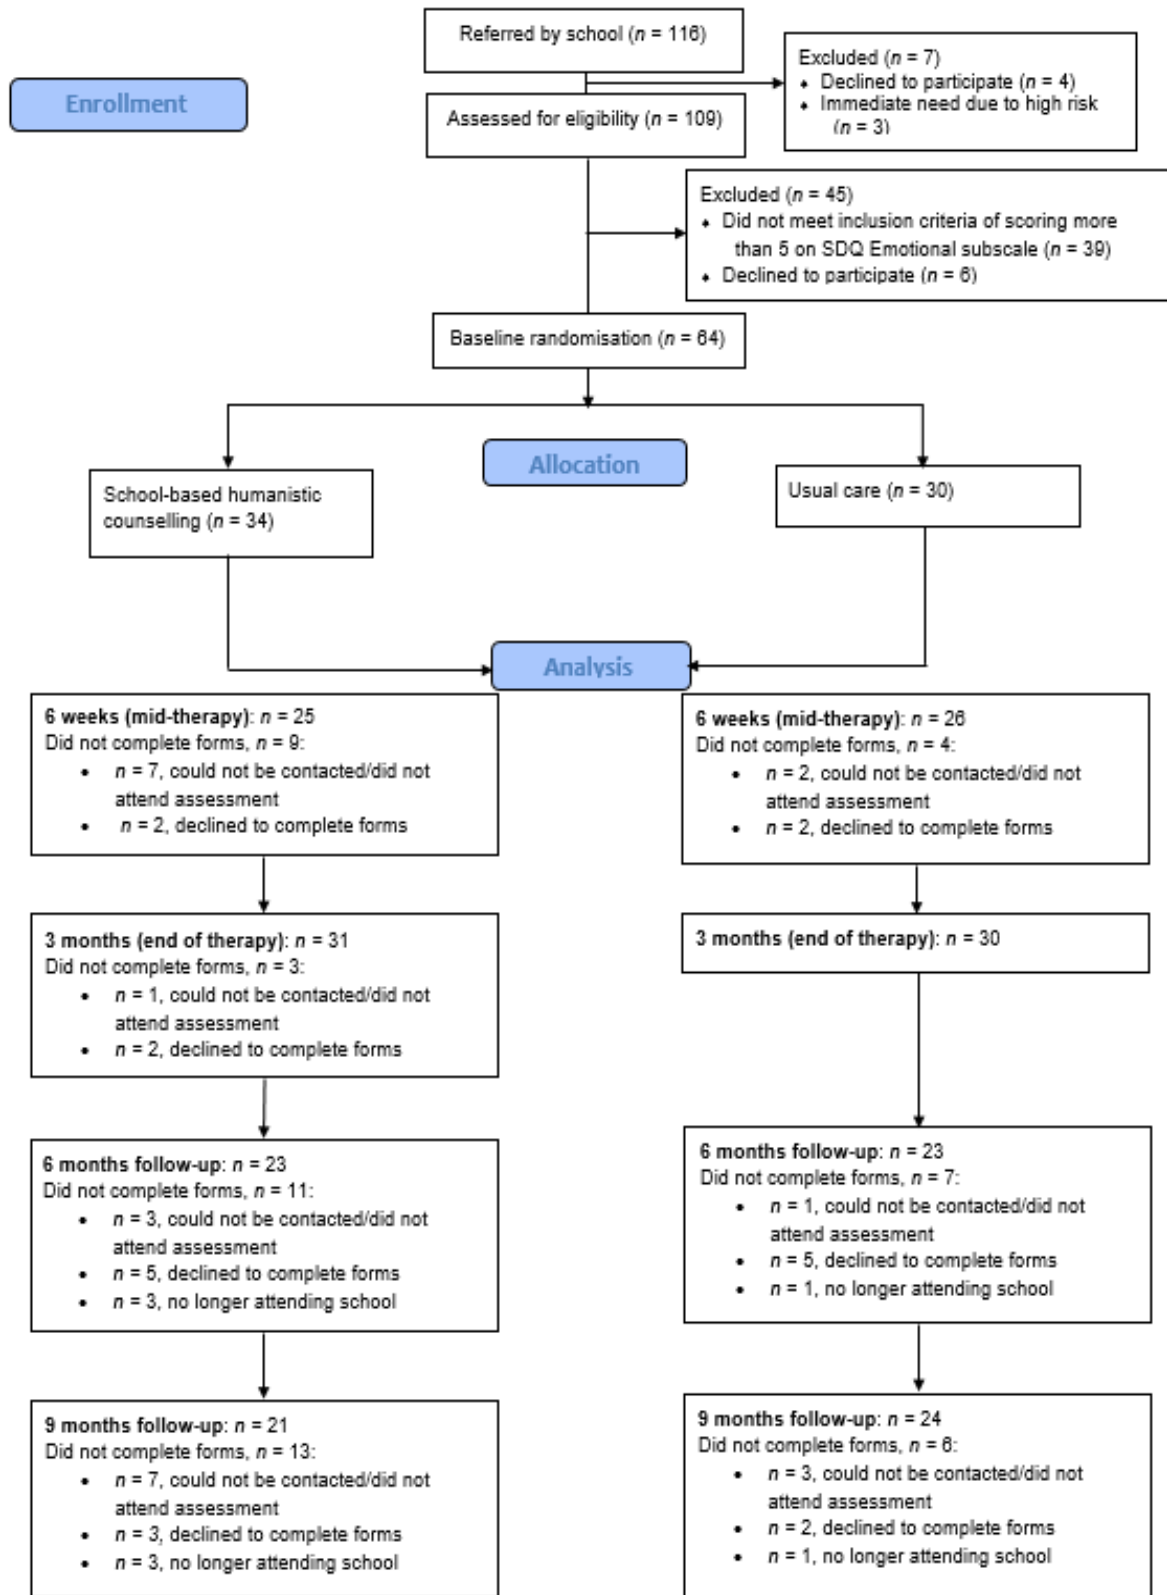 Referred by school (n = 116)
Excluded (n = 7)
• Declined to participate (n = 4)
• Immediate need due to high risk
(n = 3)
Enrollment
Assessed for eligibility (n = 109)
Excluded (n = 45)
• Did not meet inclusion criteria of scoring more
than 5 on SDQ Emotional subscale (n = 39)
• Declined to participate (n = 6)
Baseline randomisation (n = 64)
Allocation
School-based humanistic
counselling (n = 34)
Usual care (n = 30)
Analysis
6 weeks (mid-therapy): n = 25
Did not complete forms, n = 9:
• n = 7, could not be contacted/did not
attend assessment
• n = 2, declined to complete forms
6 weeks (mid-therapy): n = 26
Did not complete forms, n = 4:
• n = 2, could not be contacted/did not
attend assessment
• n = 2, declined to complete forms
3 months (end of therapy): n = 31
Did not complete forms, n = 3:
• n = 1, could not be contacted/did not
attend assessment
• n = 2, declined to complete forms
3 months (end of therapy): n = 30
6 months follow-up: n = 23
Did not complete forms, n = 11:
• n = 3, could not be contacted/did not
attend assessment
• n = 5, declined to complete forms
• n = 3, no longer attending school
6 months follow-up: n = 23
Did not complete forms, n = 7:
• n = 1, could not be contacted/did not
attend assessment
• n = 5, declined to complete forms
• n = 1, no longer attending school
9 months follow-up: n = 21
Did not complete forms, n = 13:
• n = 7, could not be contacted/did not
attend assessment
• n = 3, declined to complete forms
• n = 3, no longer attending school
9 months follow-up: n = 24
Did not complete forms, n = 6:
• n = 3, could not be contacted/did not
attend assessment
• n = 2, declined to complete forms
• n = 1, no longer attending school